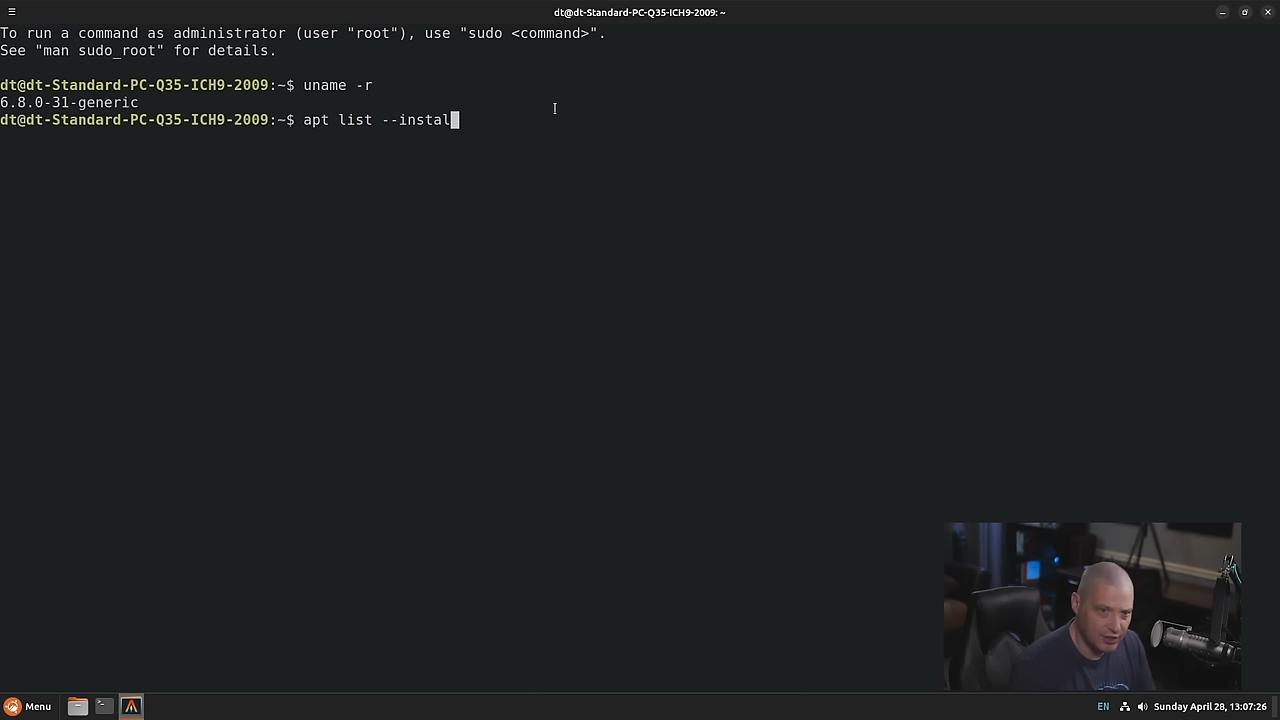 dt@dt-Standard-PC-Q35-ICH9-2009: ~
To run a command as administrator (user "root"), use "sudo <command>".
See "man sudo_root" for details.
dt@dt-Standard-PC-Q35-ICH9-2009:~$ uname -r
6.8.0-31-generic
dt@dt-Standard-PC-Q35-ICH9-2009:~$ apt list --instal
Menu
EN
Sunday April 28, 13:07:26